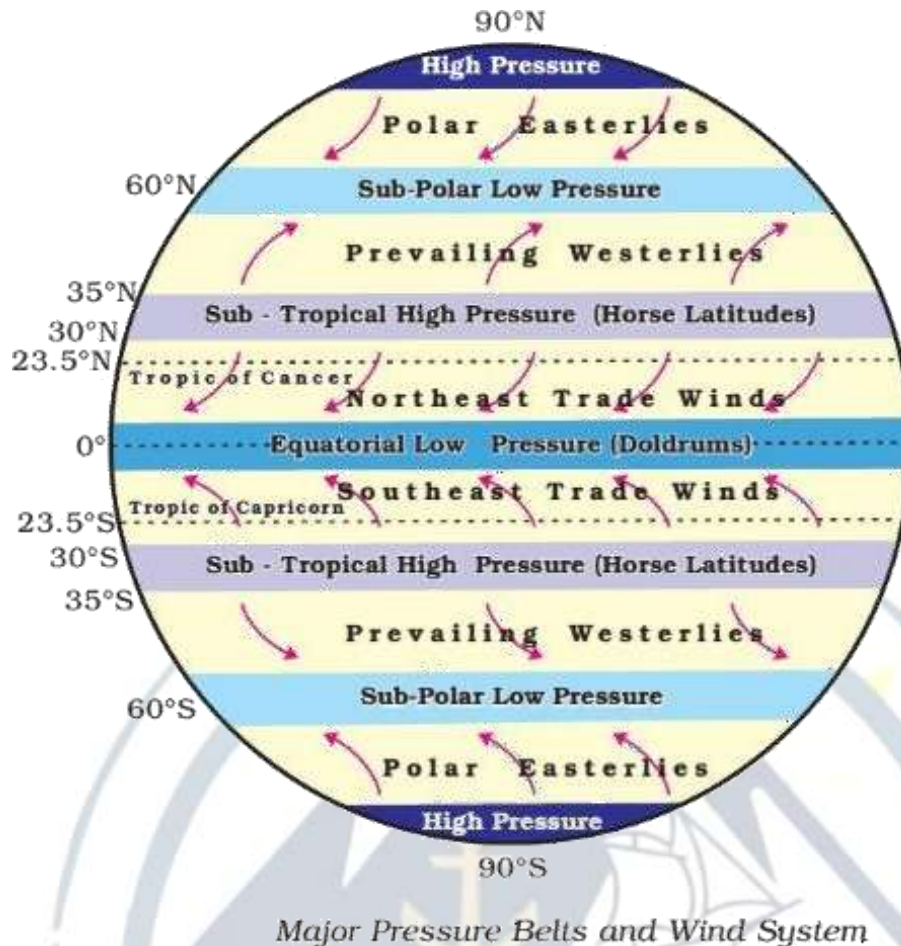 90°N
High Pressure
Polar Easterlies
60°N
Sub-Polar Low Pressure
Prevailing Westerlies
35°N
Sub - Tropical High Pressure (Horse Latitudes)
30°N
23.5°N
Tropic of Cancer
Northeast Trade Winds
0°
Equatorial Low Pressure (Doldrums)
Southeast Trade Winds
Tropic of Capricorn
23.5°S
30°S
Sub - Tropical High Pressure (Horse Latitudes)
35°S
Prevailing Westerlies
Sub-Polar Low Pressure
60°S
Polar Easterlies
High Pressure
90°S
Major Pressure Belts and Wind System